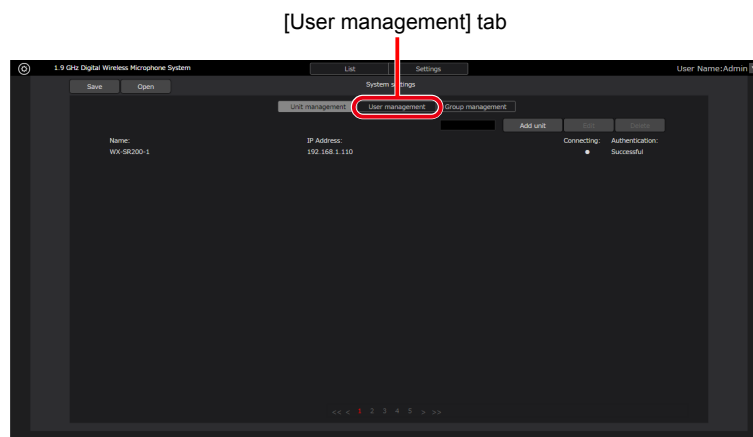 [User management] tab
1.9 GHz Digital Wireless Microphone System List Settings User Name:Admin
Save Open System settings
Unit management User management Group management
Add unit Edit Delete
Name: IP Address: Connecting: Authentication:
WX-SR200-1 192.168.1.110 Successful
<< < 1 2 3 4 5 > >>